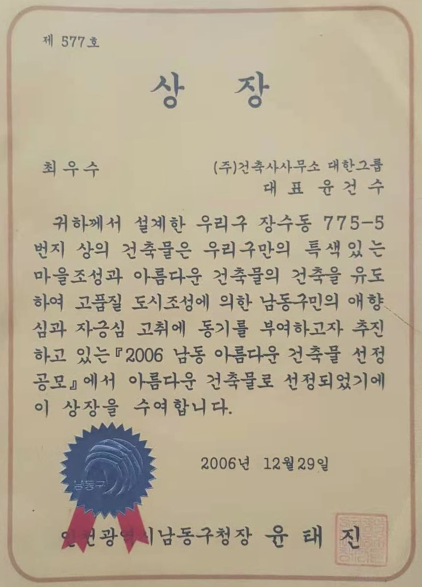 제 577호
상 장
최우수
(주)건축사사무소 대한그룹
대 표 윤 건 수
귀하께서 설계한 우리구 장수동 775-5
번지 상의 건축물은 우리구만의 특색있는
마을조성과 아름다운 건축물의 건축을 유도
하여 고품질 도시조성에 의한 남동구민의 애향
심과 자긍심 고취에 동기를 부여하고자 추진
하고 있는『2006 남동 아름다운 건축물 선정
공모』에서 아름다운 건축물로 선정되었기에
이 상장을 수여합니다.
2006년 12월29일
남동구
인천광역시남동구청장 윤 태 진